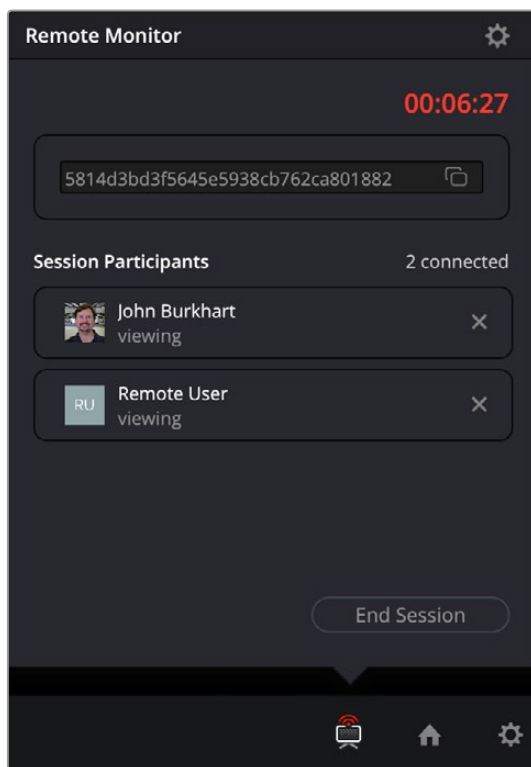 Remote Monitor
00:06:27
5814d3bd3f5645e5938cb762ca801882
Session Participants 2 connected
John Burkhart
viewing
RU
Remote User
viewing
End Session